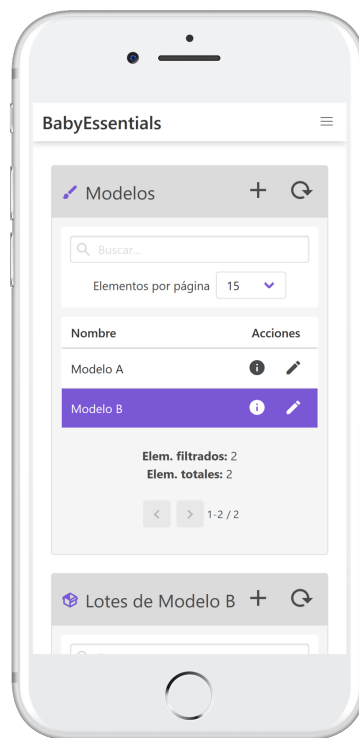 BabyEssentials
Modelos
Buscar...
Elementos por página 15
Nombre Acciones
Modelo A
Modelo B
Elem. filtrados: 2
Elem. totales: 2
1-2 / 2
Lotes de Modelo B